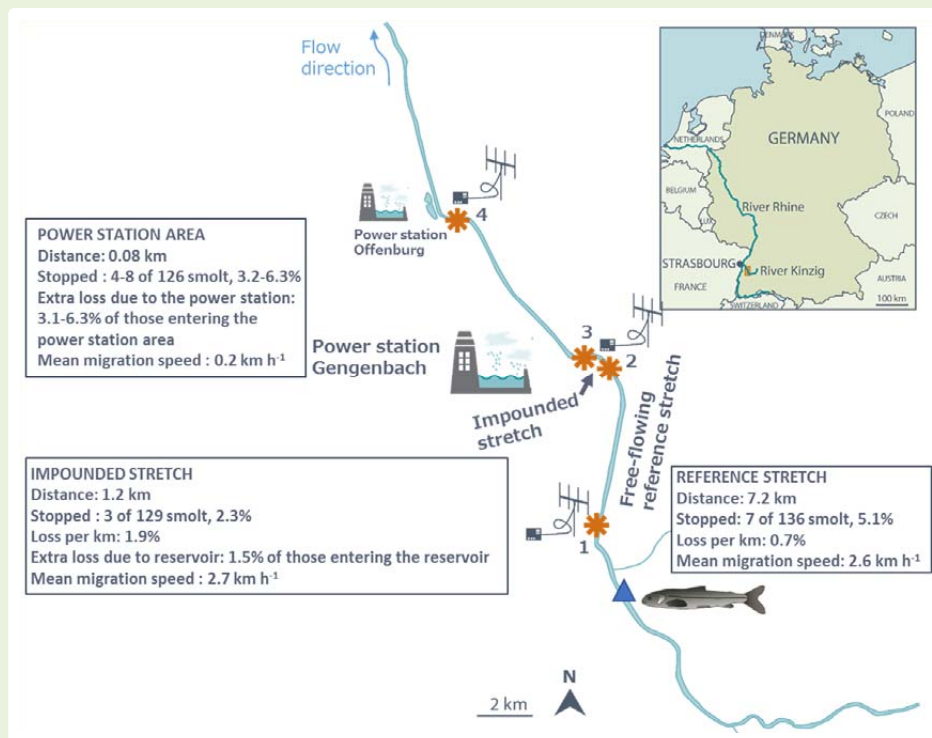 Flow
direction
DENMARK
NETHERLANDS
GERMANY
POLAND
BELGIUM
LUX
River Rhine
CZECH
STRASBOURG
River Kinzig
FRANCE
AUSTRIA
SWITZERLAND
100 km
4
Power station
Offenburg
POWER STATION AREA
Distance: 0.08 km
Stopped : 4-8 of 126 smolt, 3.2-6.3%
Extra loss due to the power station:
3.1-6.3% of those entering the
power station area
Mean migration speed : 0.2 km h⁻¹
Power station
Gengenbach
3
2
Impounded
stretch
Free-flowing
reference stretch
IMPOUNDED STRETCH
Distance: 1.2 km
Stopped : 3 of 129 smolt, 2.3%
Loss per km: 1.9%
Extra loss due to reservoir: 1.5% of those entering the reservoir
Mean migration speed : 2.7 km h⁻¹
REFERENCE STRETCH
Distance: 7.2 km
Stopped: 7 of 136 smolt, 5.1%
Loss per km: 0.7%
Mean migration speed: 2.6 km h⁻¹
1
N
2 km